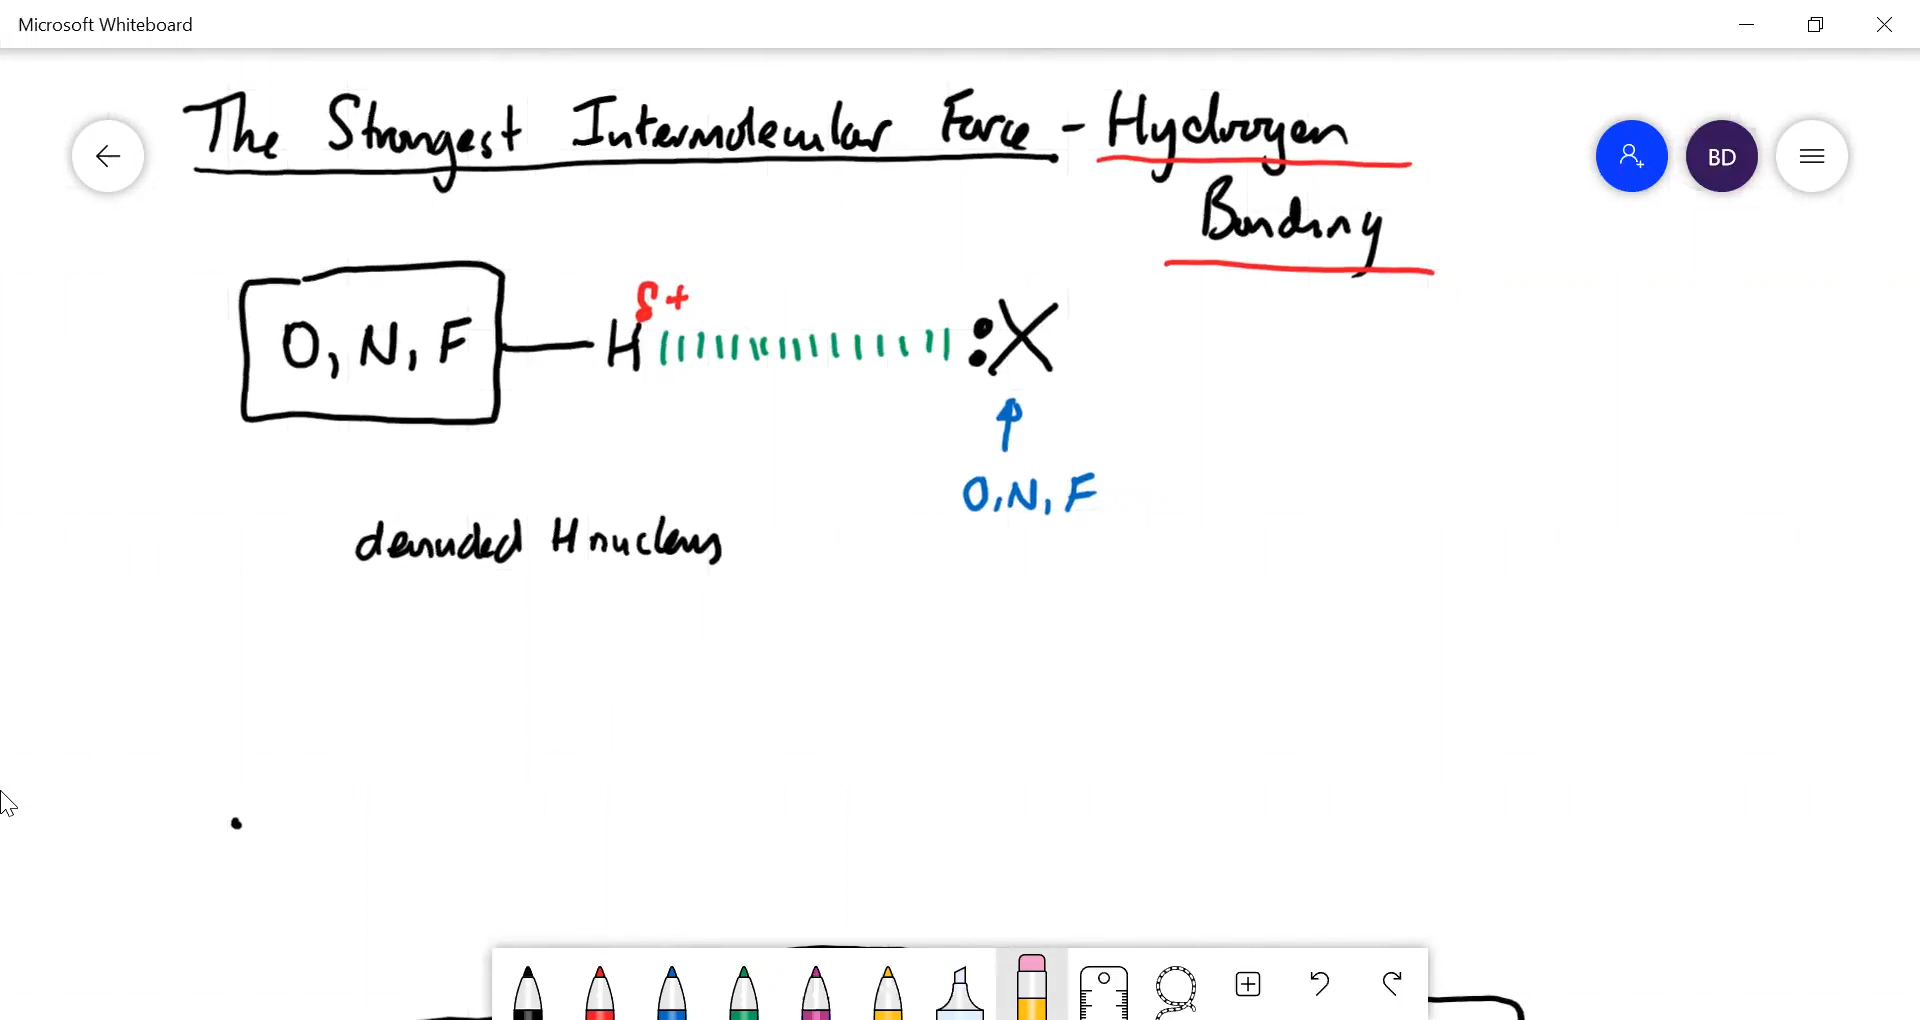 Microsoft Whiteboard
The Strongest Intermolecular Force - Hydrogen
Bonding
BD
δ+
O, N, F — H :X
O, N, F
denuded H nucleus